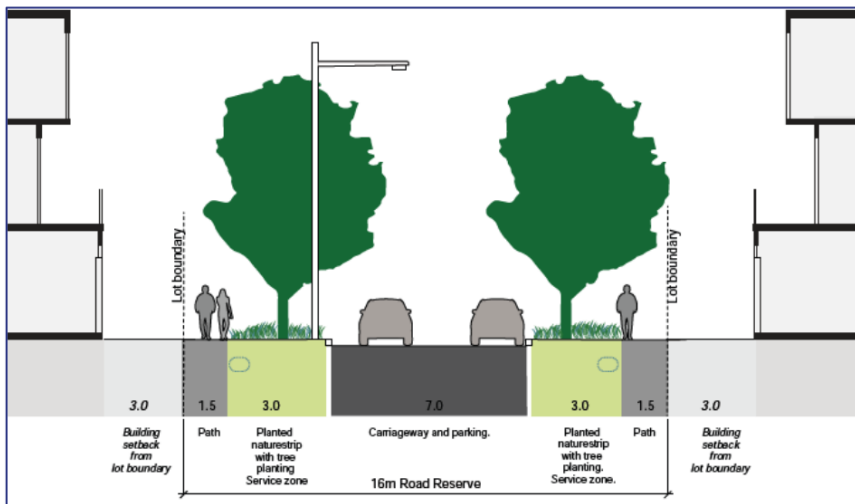 Lot boundary
Lot boundary
3.0
1.5
3.0
7.0
3.0
1.5
3.0
Building
setback
from
lot boundary
Path
Planted
naturestrip
with tree
planting
Service zone
Carriageway and parking.
Planted
naturestrip
with tree
planting.
Service zone.
Path
Building
setback
from
lot boundary
16m Road Reserve